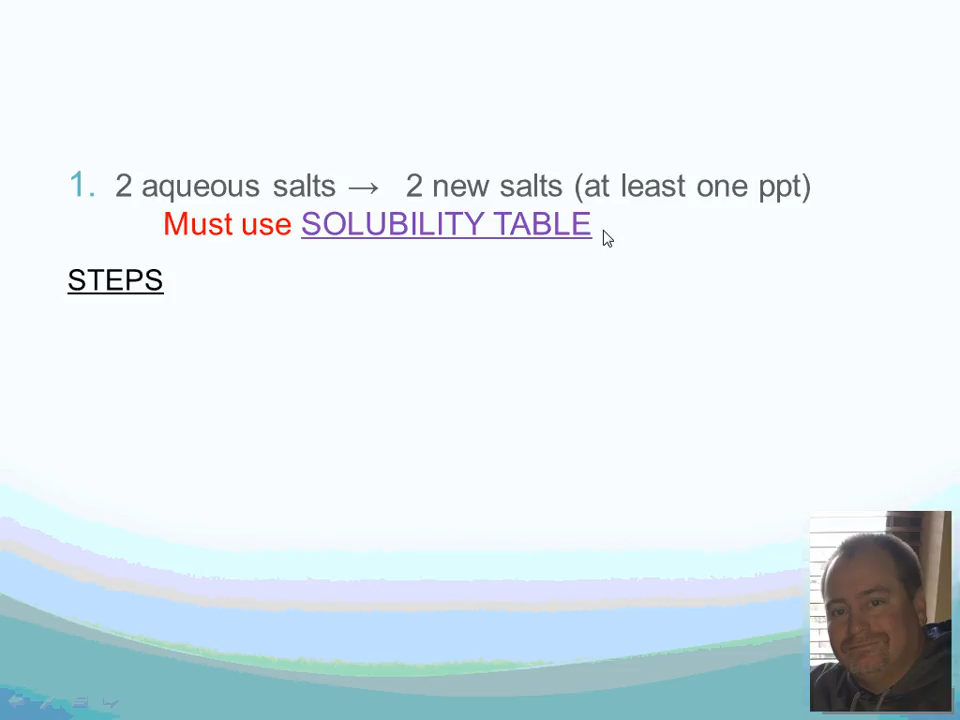 1. 2 aqueous salts → 2 new salts (at least one ppt)
Must use SOLUBILITY TABLE
STEPS